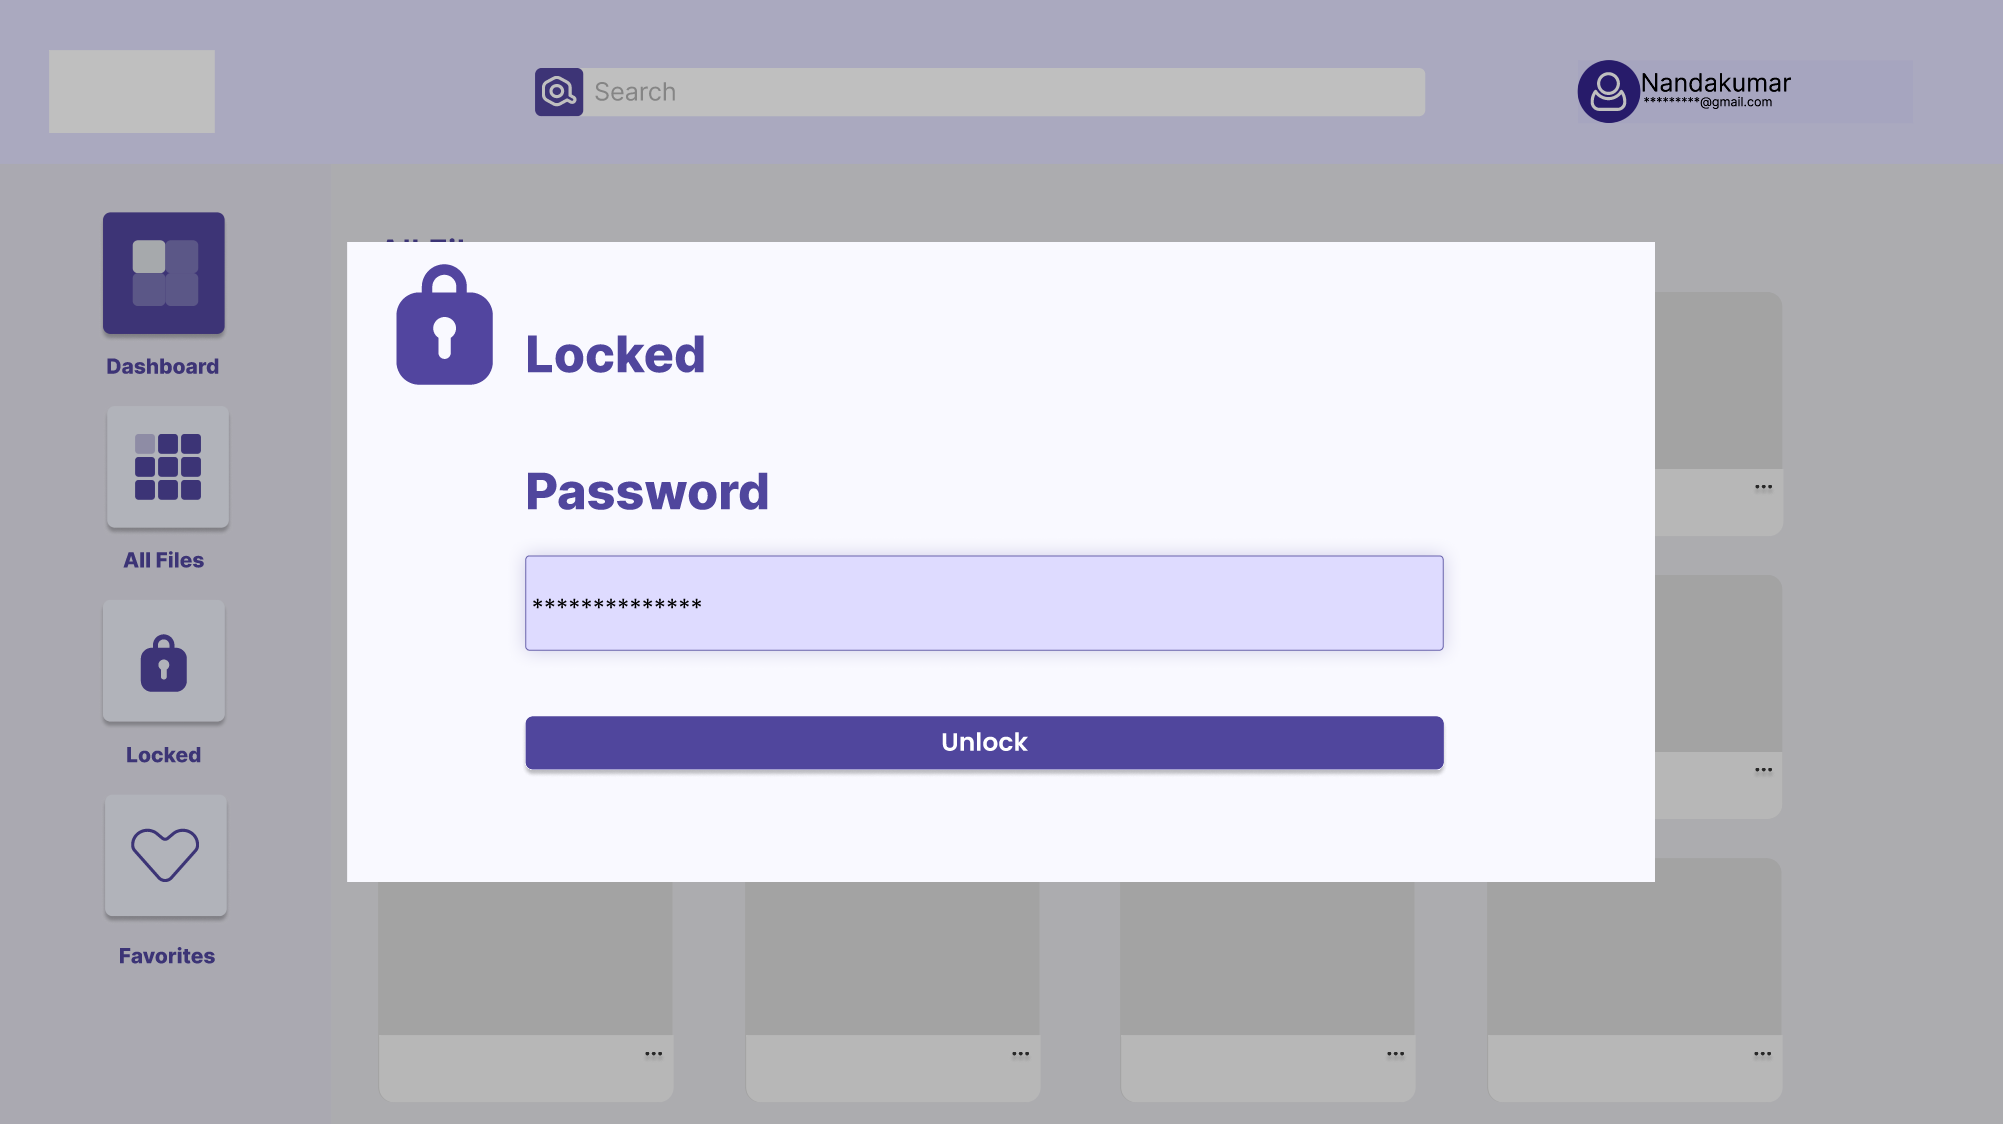 Search
Nandakumar
*********@gmail.com
Dashboard
All Files
Locked
Favorites
Locked
Password
**************
Unlock